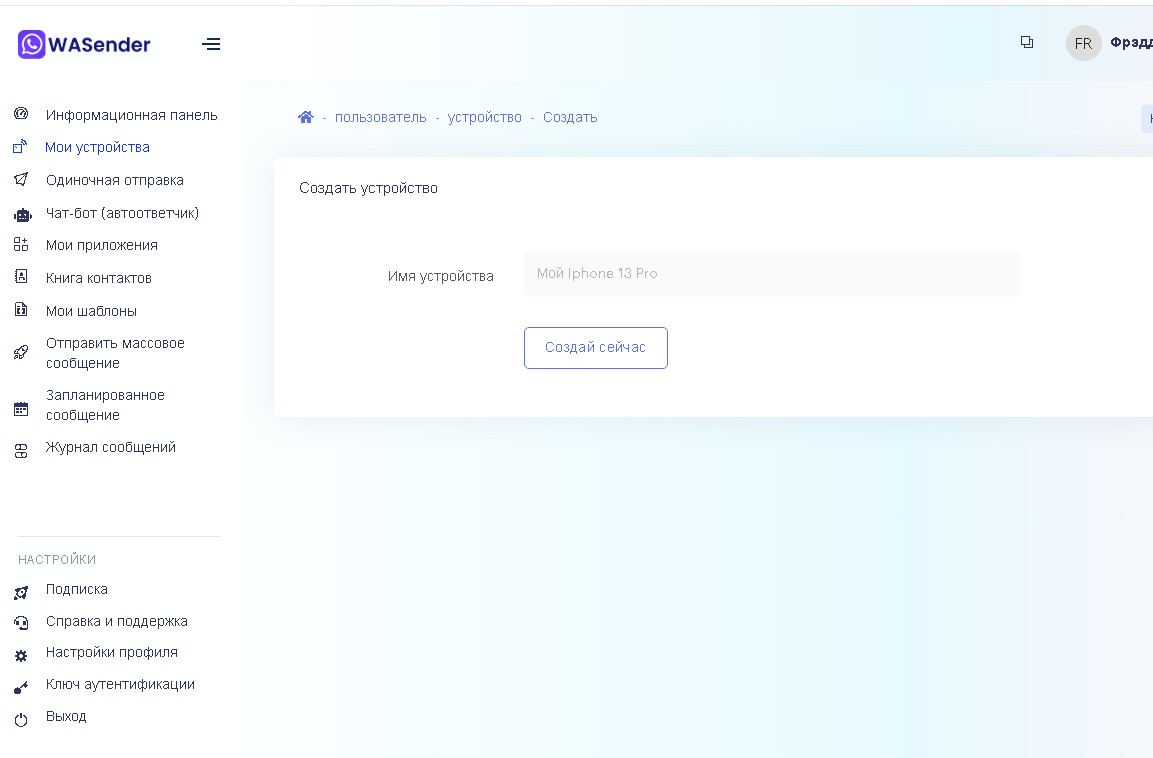 WASender
FR
Фрэдд
Информационная панель
Мои устройства
Одиночная отправка
Чат-бот (автоответчик)
Мои приложения
Книга контактов
Мои шаблоны
Отправить массовое
сообщение
Запланированное
сообщение
Журнал сообщений
НАСТРОЙКИ
Подписка
Справка и поддержка
Настройки профиля
Ключ аутентификации
Выход
- пользователь - устройство - Создать
Создать устройство
Имя устройства
Мой Iphone 13 Pro
Создай сейчас